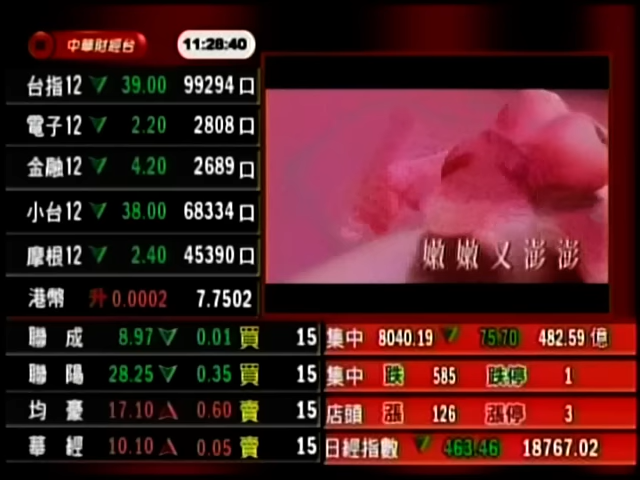 中華財經台 11:28:40
台指12 39.00 99294口
電子12 2.20 2808口
金融12 4.20 2689口
小台12 38.00 68334口
摩根12 2.40 45390口
港幣 升0.0002 7.7502
嫩嫩又澎澎
聯成 8.97 0.01 買 15
聯陽 28.25 0.35 買 15
均豪 17.10 0.60 賣 15
華經 10.10 0.05 賣 15
集中 8040.19 75.70 482.59 億
集中 跌 585 跌停 1
店頭 漲 126 漲停 3
日經指數 463.46 18767.02